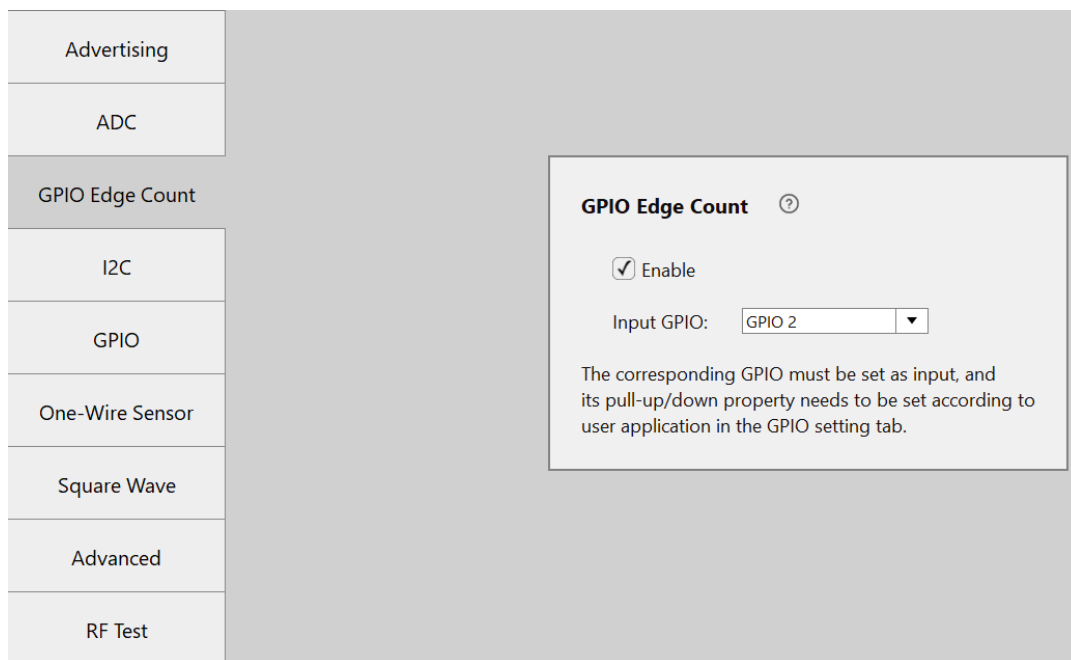 Advertising
ADC
GPIO Edge Count
I2C
GPIO
One-Wire Sensor
Square Wave
Advanced
RF Test
GPIO Edge Count ?
Enable
Input GPIO: GPIO 2
The corresponding GPIO must be set as input, and
its pull-up/down property needs to be set according to
user application in the GPIO setting tab.